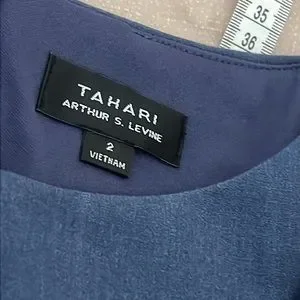 35
36
TAHARI
ARTHUR S. LEVINE
2
VIETNAM